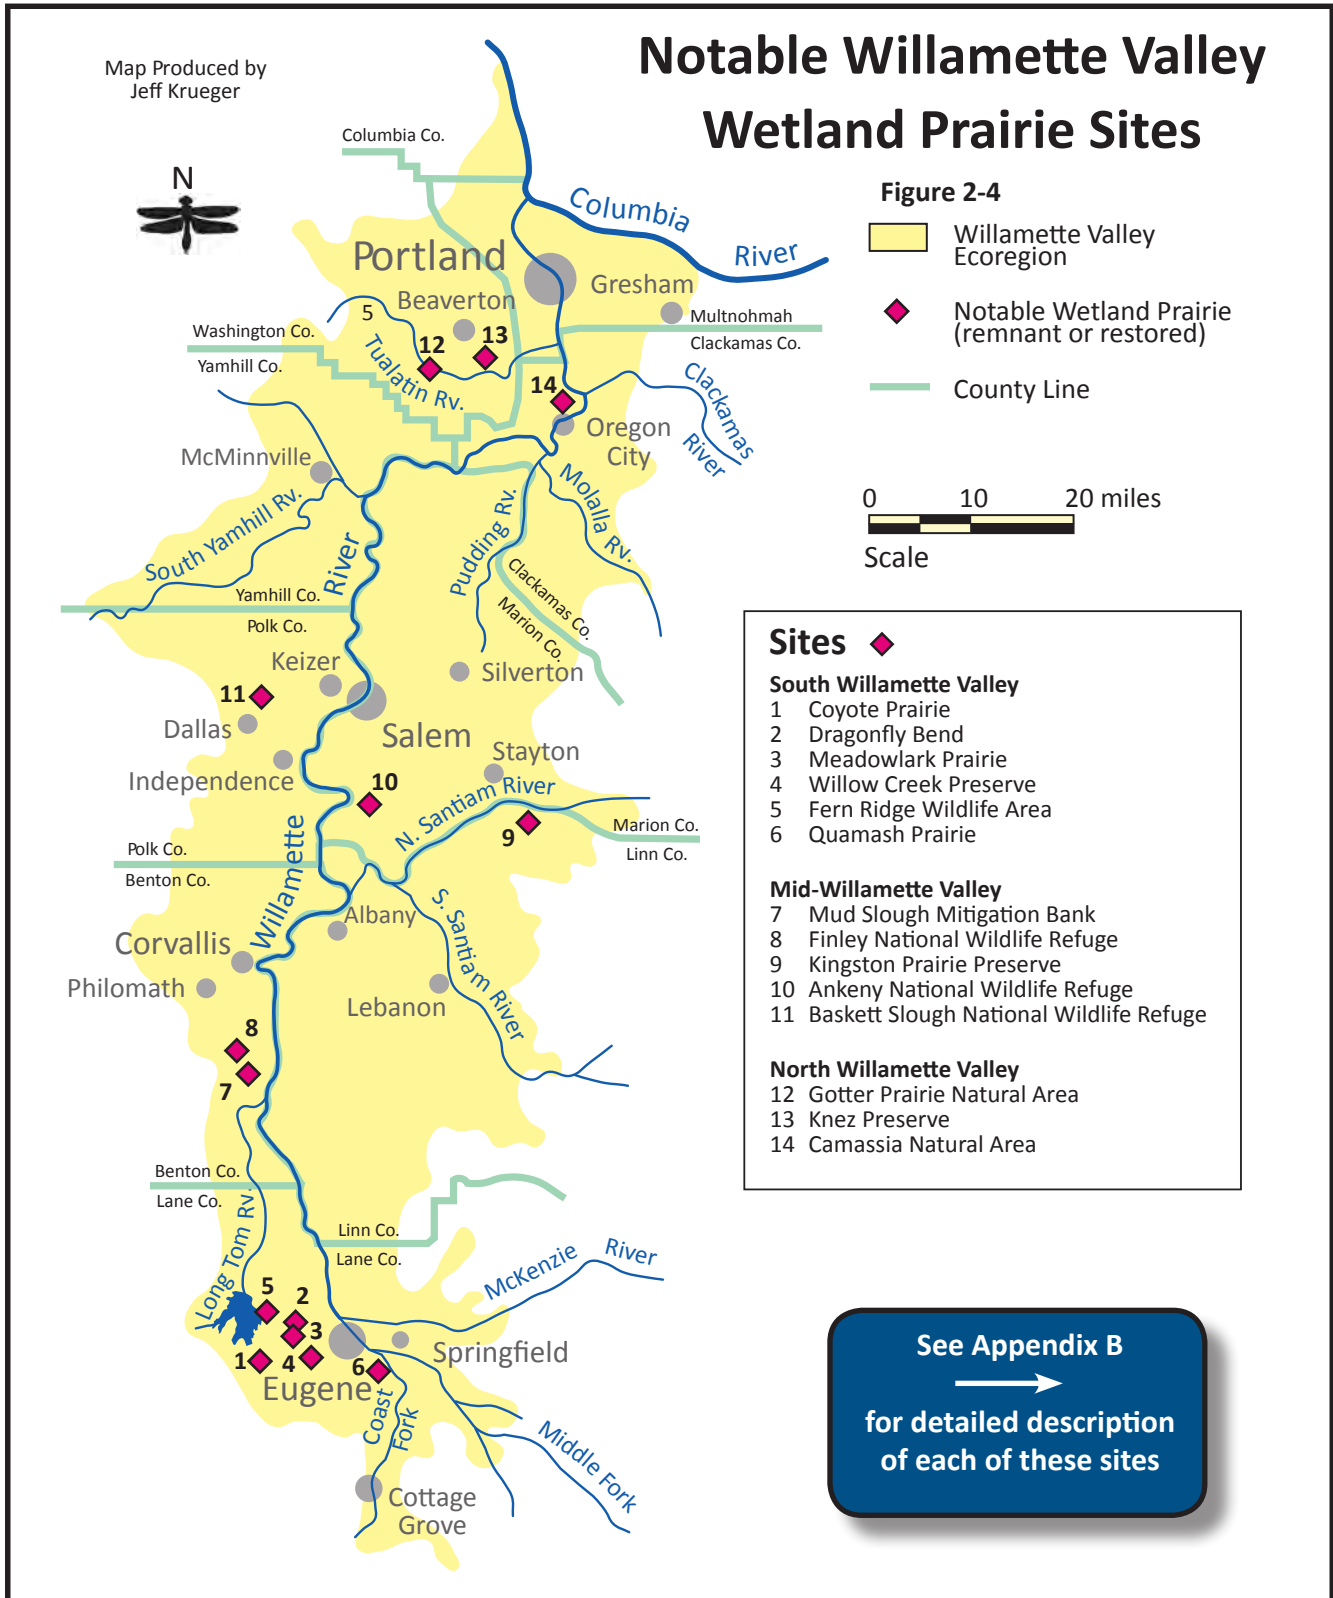 Map Produced by
Jeff Krueger
Notable Willamette Valley
Wetland Prairie Sites
N
Figure 2-4
Willamette Valley
Ecoregion
Notable Wetland Prairie
(remnant or restored)
County Line
0 10 20 miles
Scale
Columbia Co.
Columbia
River
Portland
Gresham
Beaverton
5
Multnohmah
Clackamas Co.
Washington Co.
Yamhill Co.
12
13
Tualatin Rv.
14
Clackamas
River
Oregon
City
McMinnville
South Yamhill Rv.
River
Pudding Rv.
Molalla Rv.
Clackamas Co.
Marion Co.
Yamhill Co.
Polk Co.
Keizer
Silverton
11
Dallas
Salem
Independence
Stayton
10
N. Santiam River
9
Marion Co.
Linn Co.
Polk Co.
Benton Co.
Willamette
Albany
S. Santiam River
Corvallis
Philomath
Lebanon
8
7
Benton Co.
Lane Co.
Long Tom Rv.
Linn Co.
Lane Co.
McKenzie River
5
2
3
1
4
6
Springfield
Eugene
Coast
Fork
Middle Fork
Cottage
Grove
Sites
South Willamette Valley
1 Coyote Prairie
2 Dragonfly Bend
3 Meadowlark Prairie
4 Willow Creek Preserve
5 Fern Ridge Wildlife Area
6 Quamash Prairie
Mid-Willamette Valley
7 Mud Slough Mitigation Bank
8 Finley National Wildlife Refuge
9 Kingston Prairie Preserve
10 Ankeny National Wildlife Refuge
11 Baskett Slough National Wildlife Refuge
North Willamette Valley
12 Gotter Prairie Natural Area
13 Knez Preserve
14 Camassia Natural Area
See Appendix B
for detailed description
of each of these sites